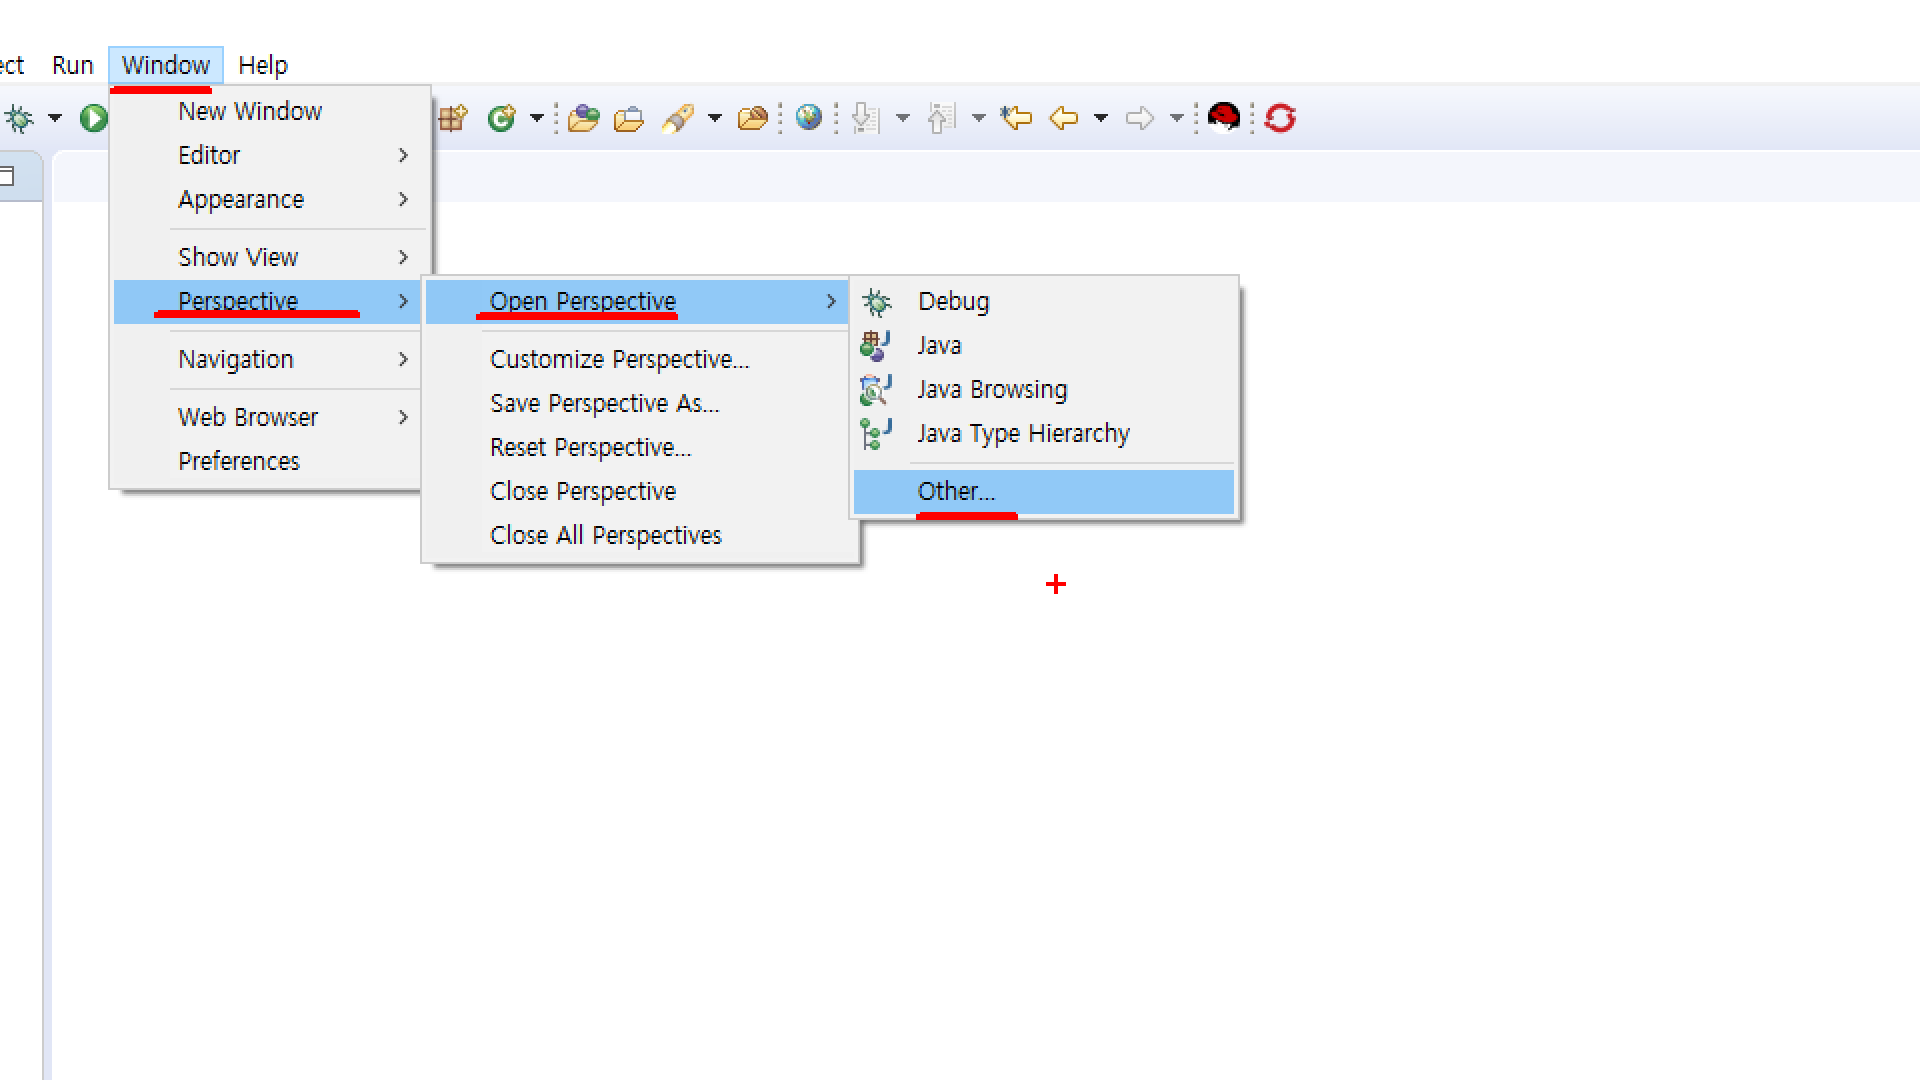 ect Run Window Help
New Window
Editor
Appearance
Show View
Perspective
Navigation
Web Browser
Preferences
Open Perspective
Customize Perspective...
Save Perspective As...
Reset Perspective...
Close Perspective
Close All Perspectives
Debug
Java
Java Browsing
Java Type Hierarchy
Other...